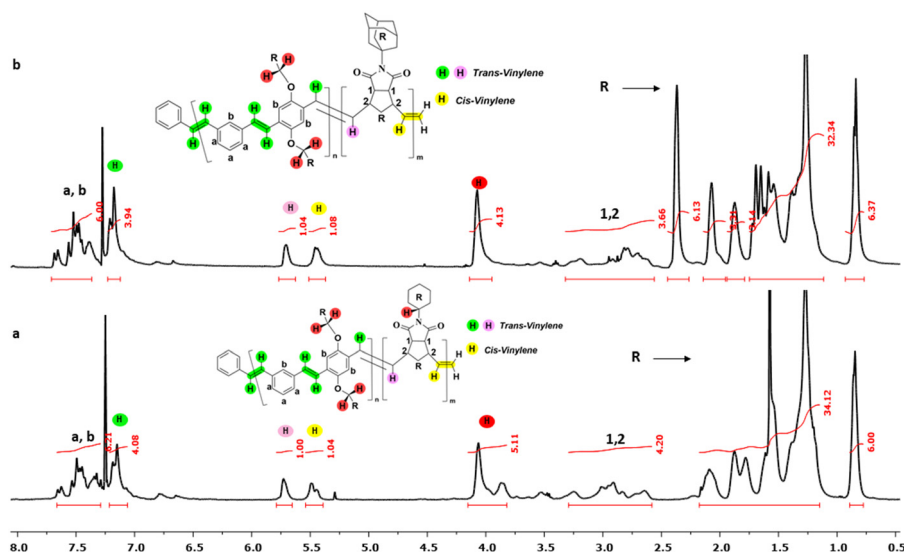 b
R
N
O
O
1
1
2
2
R
H
H
R
H
H
O
b
b
O
H
H
R
H
H
H
H
b
a
a
a
n
m
H
H
H
H
H Trans-Vinylene
H Cis-Vinylene
R
a, b
H
H
H
H
1,2
6.00
3.94
1.04
1.08
4.13
3.66
6.13
3.14
32.34
6.37
a
R
H
N
O
O
1
1
2
2
R
R
H
H
H
O
b
b
O
H
H
R
H
H
H
H
b
a
a
a
n
m
H
H
H
H
H
H Trans-Vinylene
H Cis-Vinylene
R
a, b
H
H
H
H
1,2
4.08
1.00
1.04
5.11
4.20
34.12
6.00
8.0 7.5 7.0 6.5 6.0 5.5 5.0 4.5 4.0 3.5 3.0 2.5 2.0 1.5 1.0 0.5